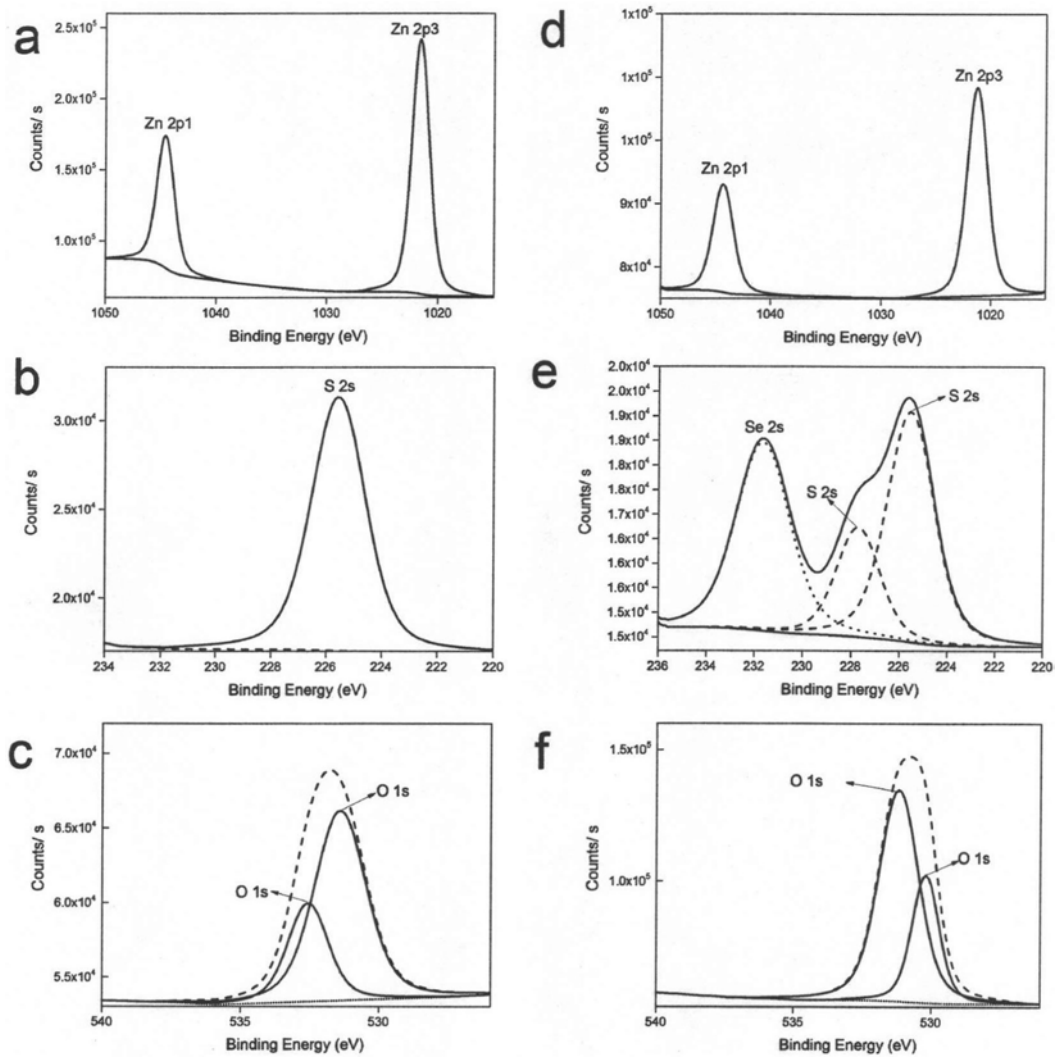 a
Zn 2p3
Zn 2p1
2.5x10⁵
2.0x10⁵
1.5x10⁵
1.0x10⁵
Counts/ s
1050
1040
1030
1020
Binding Energy (eV)
d
Zn 2p3
Zn 2p1
1x10⁵
1x10⁵
1x10⁵
9x10⁴
8x10⁴
Counts/ s
1050
1040
1030
1020
Binding Energy (eV)
b
S 2s
3.0x10⁴
2.5x10⁴
2.0x10⁴
Counts/ s
234
232
230
228
226
224
222
220
Binding Energy (eV)
e
Se 2s
S 2s
S 2s
2.0x10⁴
2.0x10⁴
1.9x10⁴
1.9x10⁴
1.8x10⁴
1.8x10⁴
1.6x10⁴
1.6x10⁴
1.5x10⁴
1.5x10⁴
Counts/ s
236
234
232
230
228
227
225
224
222
220
Binding Energy (eV)
c
O 1s
O 1s
7.0x10⁴
6.5x10⁴
6.0x10⁴
5.5x10⁴
Counts/ s
540
535
530
Binding Energy (eV)
f
O 1s
O 1s
1.5x10⁵
1.0x10⁵
Counts/ s
540
535
530
Binding Energy (eV)